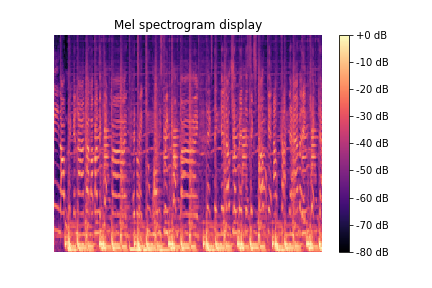 Mel spectrogram display
+0 dB
-10 dB
-20 dB
-30 dB
-40 dB
-50 dB
-60 dB
-70 dB
-80 dB